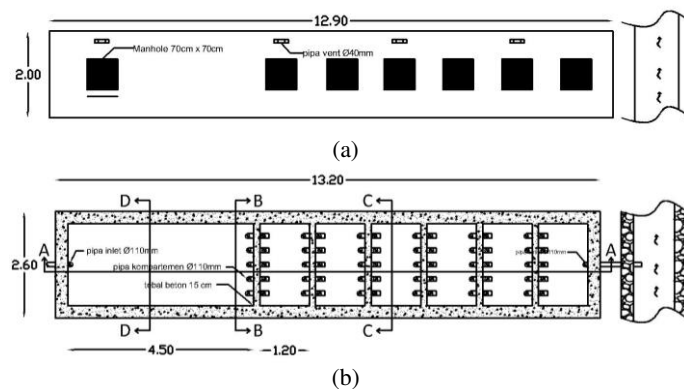 12.90
Manhole 70cm x 70cm
pipa vent Ø40mm
2.00
(a)
13.20
D B C
A pipa inlet Ø110mm A
2.60 pipa kompartemen Ø110mm
tebal beton 15 cm
D B C
4.50 1.20
(b)